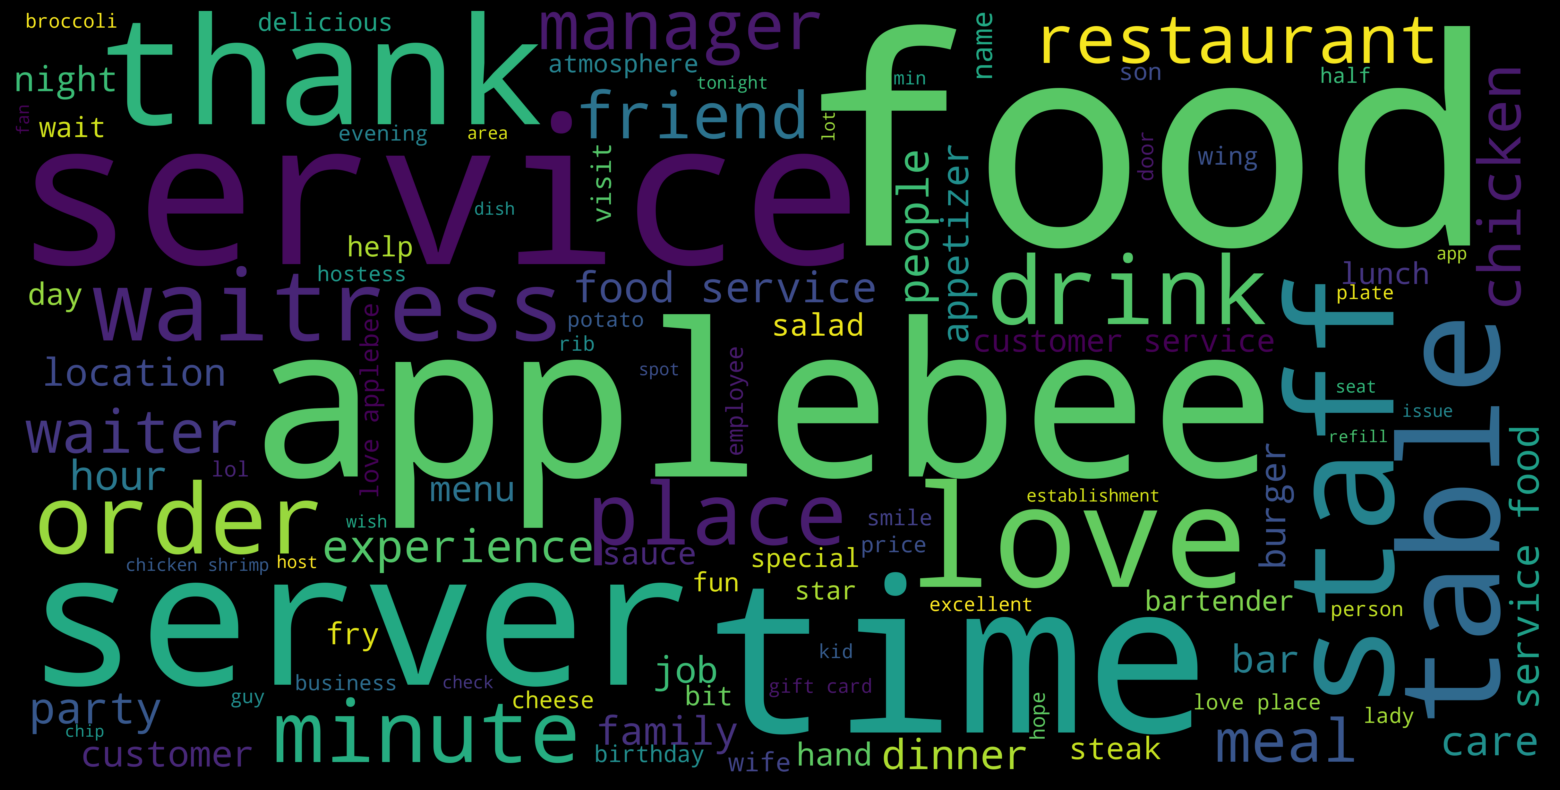 broccoli
delicious
thank
manager
restaurant
name
night
atmosphere
tonight
min
son
half
fan
wait
evening
area
friend
lot
chicken
food
service
visit
people
appetizer
door
wing
dish
help
hostess
app
day
waitress
food service
drink
lunch
plate
staff
table
love applebee
potato
salad
rib
customer service
location
applebee
spot
employee
seat
issue
waiter
refill
hour
lol
menu
burger
service food
order
wish
place
smile
establishment
love
experience
sauce
price
chicken shrimp
host
special
server
fun
star
time
excellent
bartender
person
fry
kid
job
bar
business
check
gift card
party
guy
cheese
bit
hope
love place
lady
chip
minute
family
customer
birthday
wife
hand
dinner
steak
meal
care